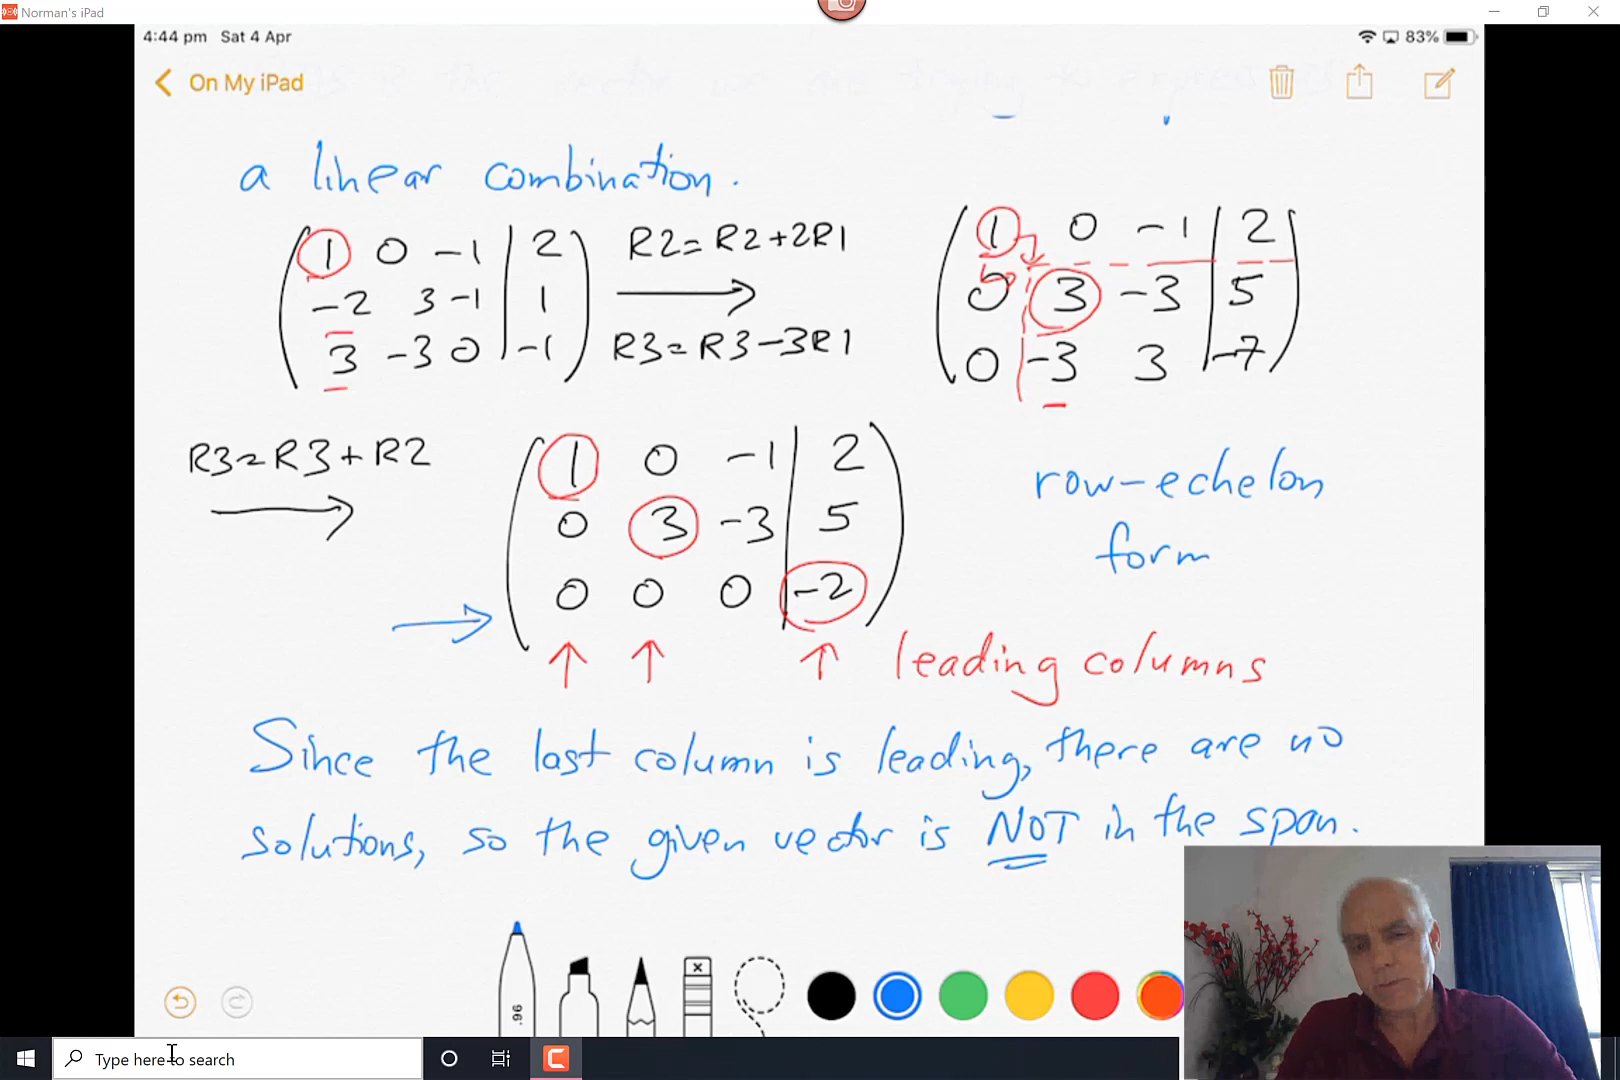 Norman's iPad
4:44 pm Sat 4 Apr
83%
On My iPad
a linear combination.
1 0 -1 | 2
-2 3 -1 | 1
3 -3 0 | -1
R2=R2+2R1
R3=R3-3R1
1 0 -1 | 2
0 3 -3 | 5
0 -3 3 | -7
R3=R3+R2
1 0 -1 | 2
0 3 -3 | 5
0 0 0 | -2
row-echelon
form
leading columns
Since the last column is leading, there are no
solutions, so the given vector is NOT in the span.
.96
Type here to search